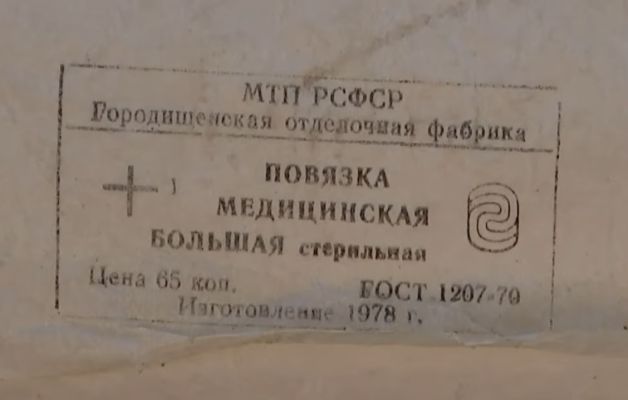 МТП РСФСР
Городищенская отделочная фабрика
ПОВЯЗКА
МЕДИЦИНСКАЯ
БОЛЬШАЯ стерильная
Цена 65 коп. ГОСТ 1207-70
Изготовление 1978 г.